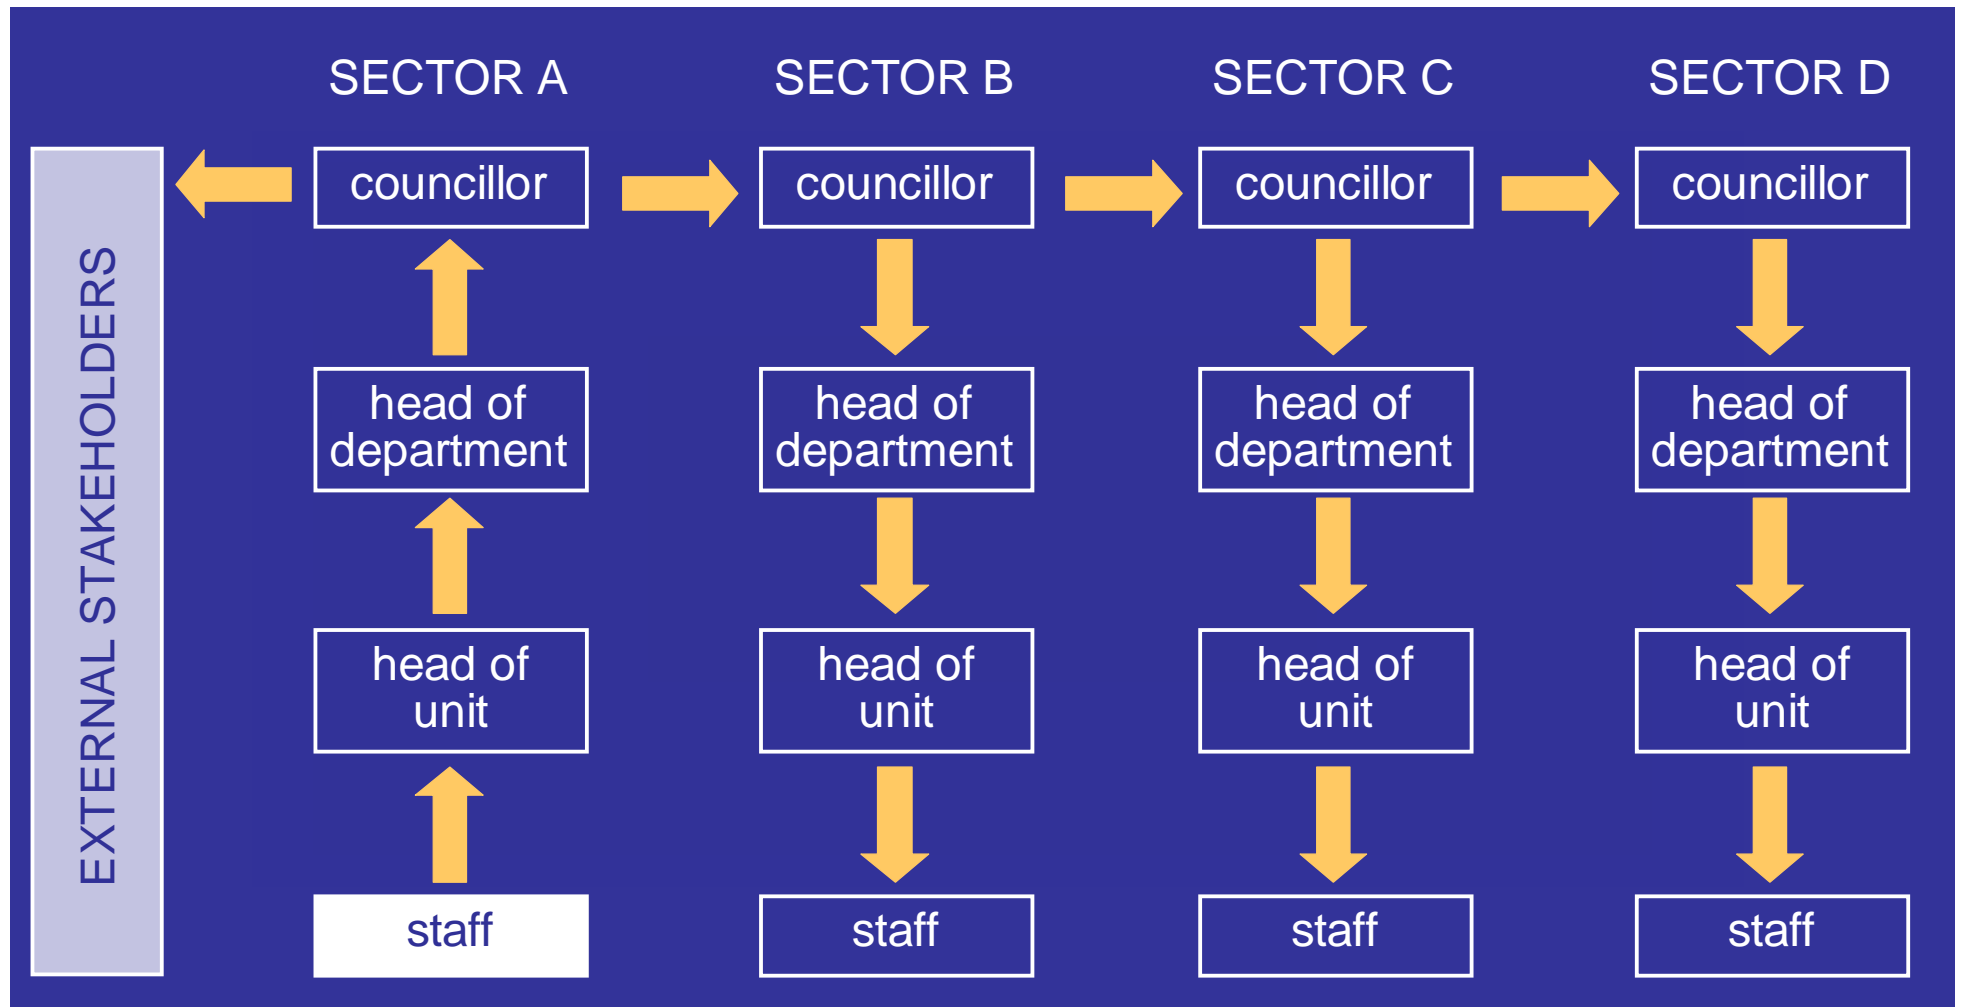 SECTOR A
SECTOR B
SECTOR C
SECTOR D
EXTERNAL STAKEHOLDERS
councillor
councillor
councillor
councillor
head of
department
head of
department
head of
department
head of
department
head of
unit
head of
unit
head of
unit
head of
unit
staff
staff
staff
staff